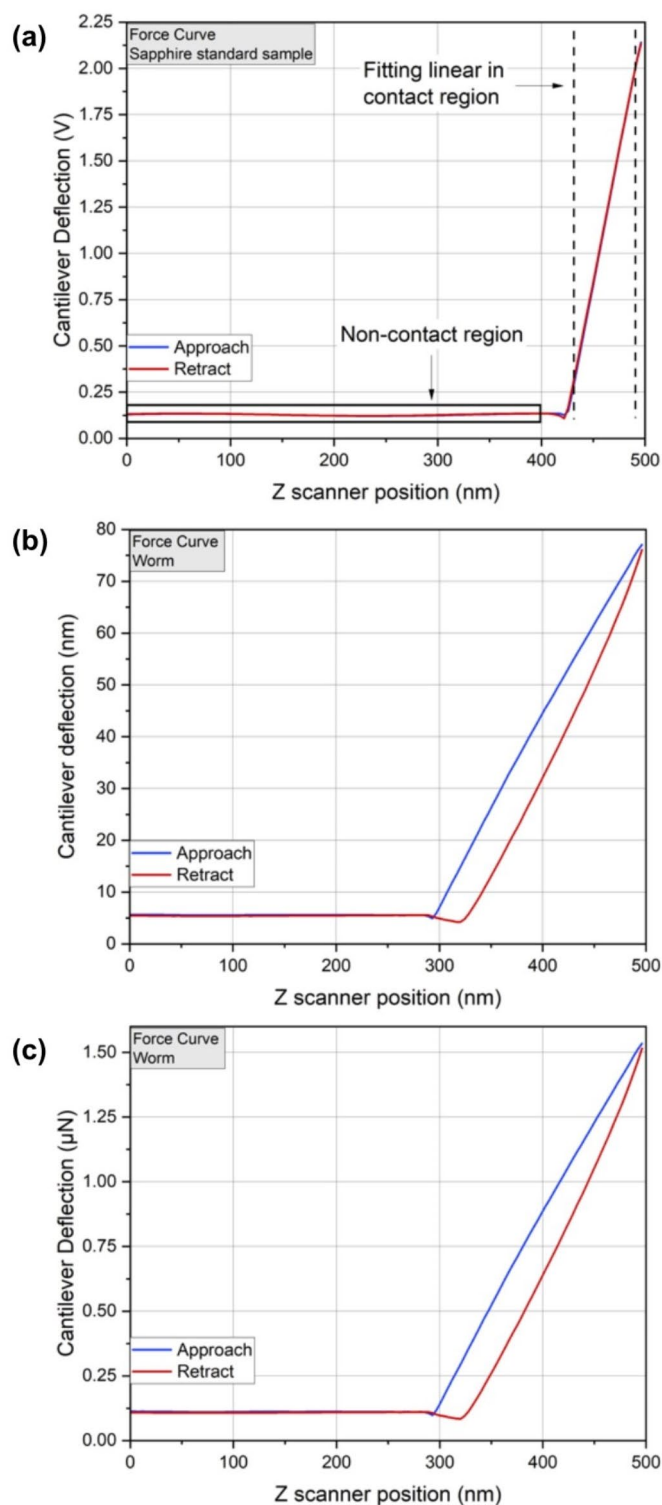 (a)
Force Curve
Sapphire standard sample
Fitting linear in
contact region
Non-contact region
Approach
Retract
Cantilever Deflection (V)
2.25
2.00
1.75
1.50
1.25
1.00
0.75
0.50
0.25
0.00
0 100 200 300 400 500
Z scanner position (nm)
(b)
Force Curve
Worm
Approach
Retract
Cantilever deflection (nm)
80
70
60
50
40
30
20
10
0
0 100 200 300 400 500
Z scanner position (nm)
(c)
Force Curve
Worm
Approach
Retract
Cantilever Deflection (µN)
1.50
1.25
1.00
0.75
0.50
0.25
0.00
0 100 200 300 400 500
Z scanner position (nm)